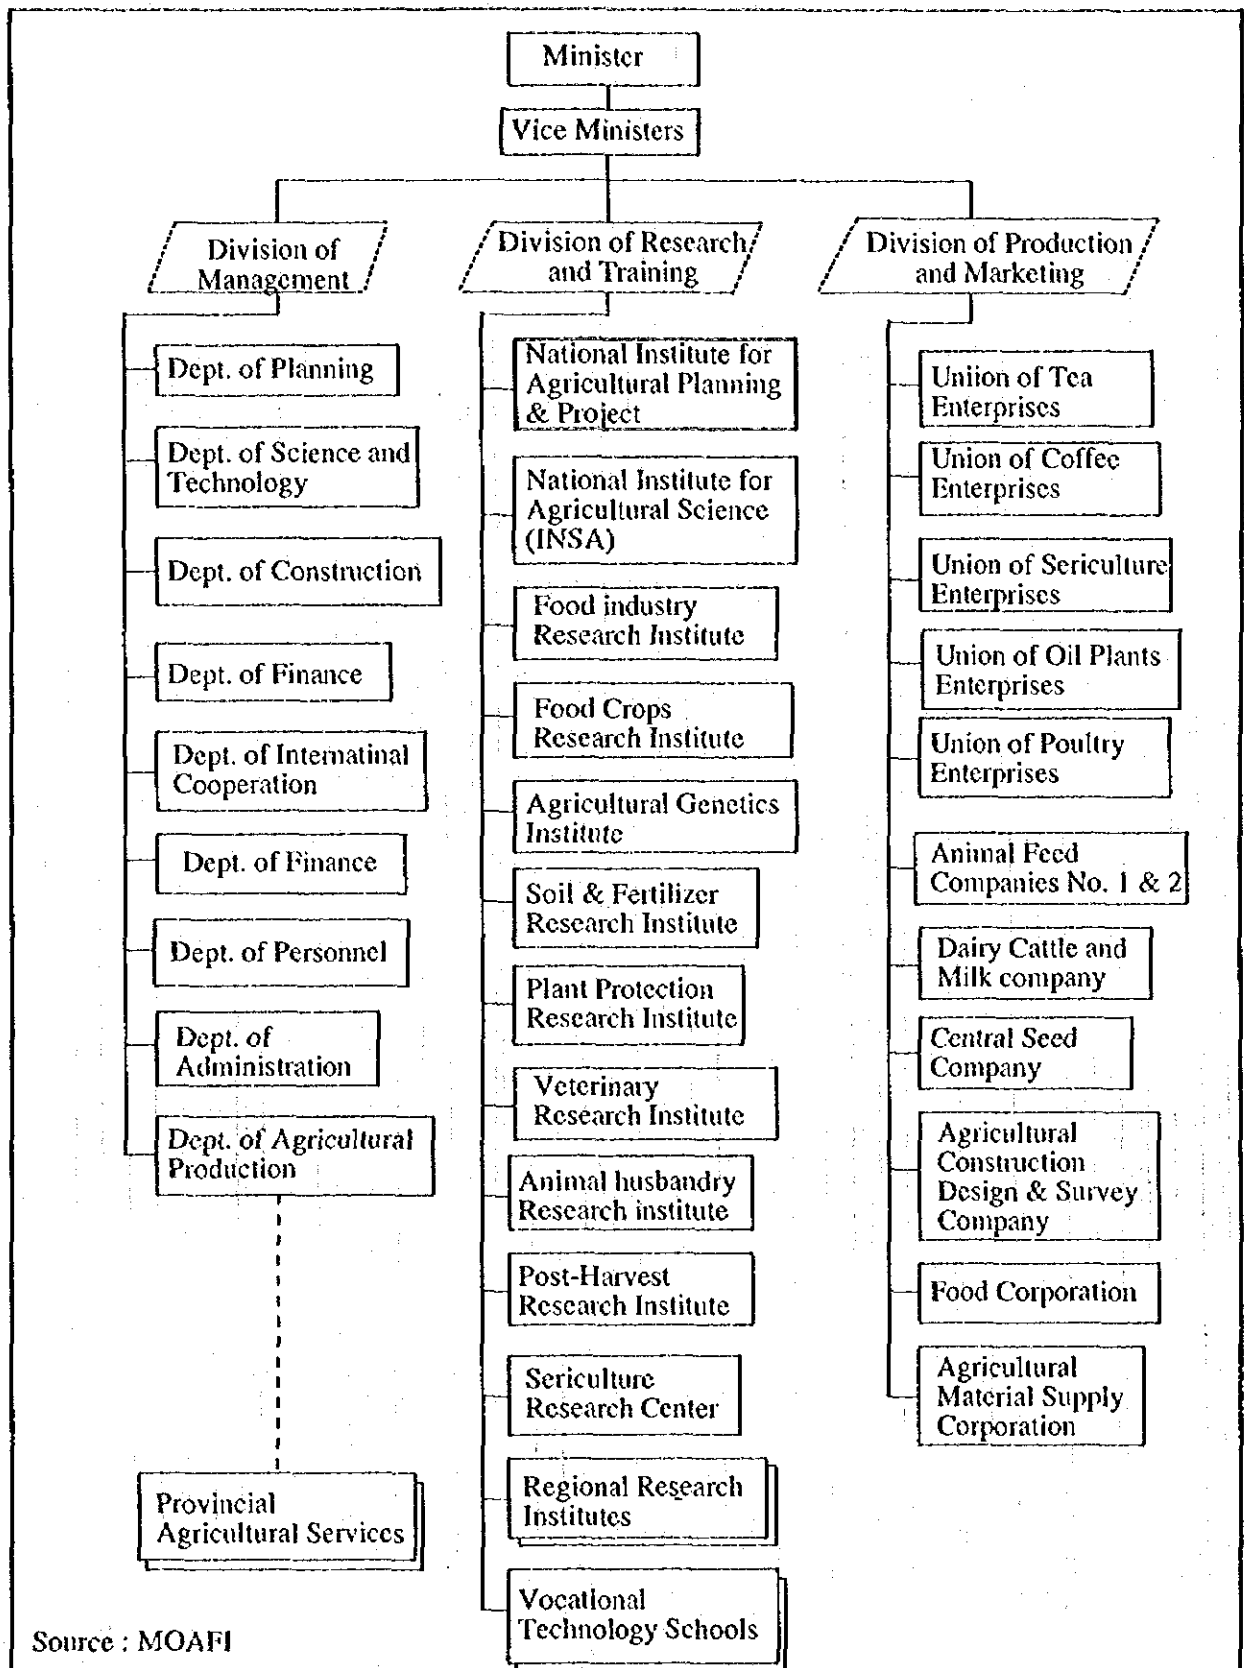 Minister
Vice Ministers
Division of
Management
Dept. of Planning
Dept. of Science and
Technology
Dept. of Construction
Dept. of Finance
Dept. of Internatinal
Cooperation
Dept. of Finance
Dept. of Personnel
Dept. of
Administration
Dept. of Agricultural
Production
Provincial
Agricultural Services
Division of Research
and Training
National Institute for
Agricultural Planning
& Project
National Institute for
Agricultural Science
(INSA)
Food industry
Research Institute
Food Crops
Research Institute
Agricultural Genetics
Institute
Soil & Fertilizer
Research Institute
Plant Protection
Research Institute
Veterinary
Research Institute
Animal husbandry
Research institute
Post-Harvest
Research Institute
Sericulture
Research Center
Regional Research
Institutes
Vocational
Technology Schools
Division of Production
and Marketing
Uniion of Tea
Enterprises
Union of Coffee
Enterprises
Union of Sericulture
Enterprises
Union of Oil Plants
Enterprises
Union of Poultry
Enterprises
Animal Feed
Companies No. 1 & 2
Dairy Cattle and
Milk company
Central Seed
Company
Agricultural
Construction
Design & Survey
Company
Food Corporation
Agricultural
Material Supply
Corporation
Source : MOAFI